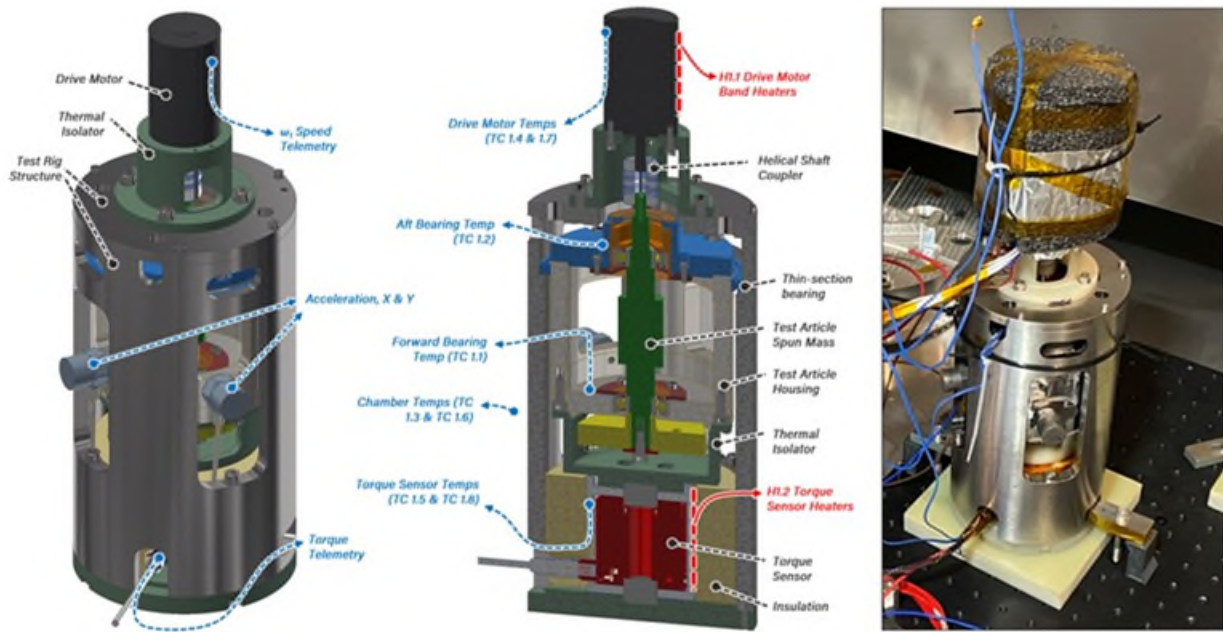 Drive Motor
Thermal
Isolator
Test Rig
Structure
ω₁ Speed
Telemetry
Acceleration, X & Y
Torque
Telemetry
H1.1 Drive Motor
Band Heaters
Drive Motor Temps
(TC 1.4 & 1.7)
Helical Shaft
Coupler
Aft Bearing Temp
(TC 1.2)
Thin-section
bearing
Test Article
Spun Mass
Forward Bearing
Temp (TC 1.1)
Test Article
Housing
Chamber Temps (TC
1.3 & TC 1.6)
Thermal
Isolator
Torque Sensor Temps
(TC 1.5 & TC 1.8)
H1.2 Torque
Sensor Heaters
Torque
Sensor
Insulation